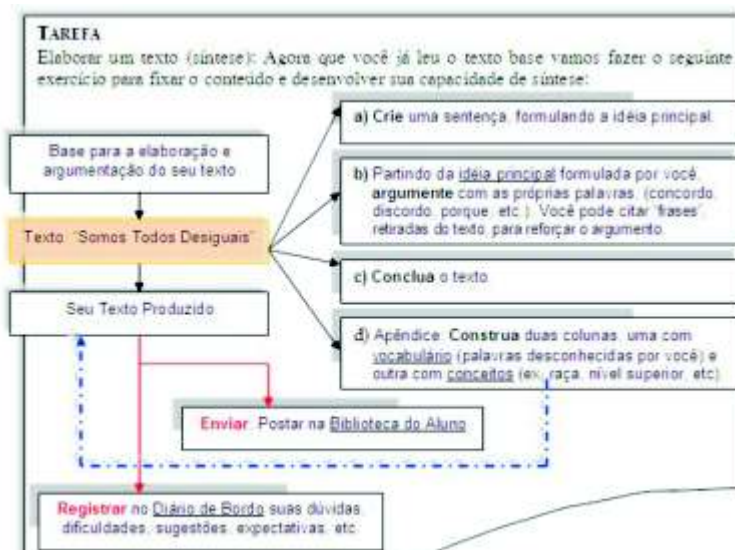 TAREFA
Elaborar um texto (síntese): Agora que você já leu o texto base vamos fazer o seguinte
exercício para fixar o conteúdo e desenvolver sua capacidade de síntese:
Base para a elaboração e
argumentação do seu texto
Texto: "Somos Todos Desiguais"
Seu Texto Produzido
a) Crie uma sentença, formulando a idéia principal.
b) Partindo da idéia principal formulada por você,
argumente com as próprias palavras, (concordo,
discordo, porque, etc.). Você pode citar "frases",
retiradas do texto, para reforçar o argumento.
c) Conclua o texto
d) Apêndice: Construa duas colunas, uma com
vocabulário (palavras desconhecidas por você) e
outra com conceitos (ex. raça, nível superior, etc)
Enviar: Postar na Biblioteca do Aluno
Registrar no Diário de Bordo suas dúvidas,
dificuldades, sugestões, expectativas, etc